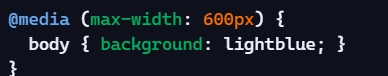 @media (max-width: 600px) {
  body { background: lightblue; }
}